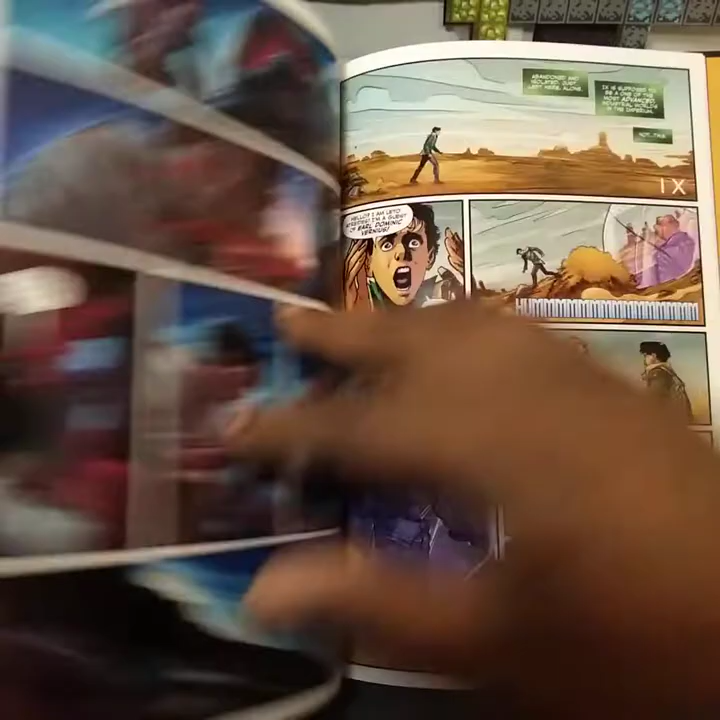 ABANDONED AND
ISOLATED. JUST
LEFT HERE. ALONE.
IX IS SUPPOSED TO
BE A ONE OF THE
MOST ADVANCED,
INDUSTRIAL WORLDS
IN THE IMPERIUM.
NOT THIS.
IX
HELLO! I AM LETO
ATREIDES! I'M A GUEST
OF EARL DOMINIC
VERNIUS!